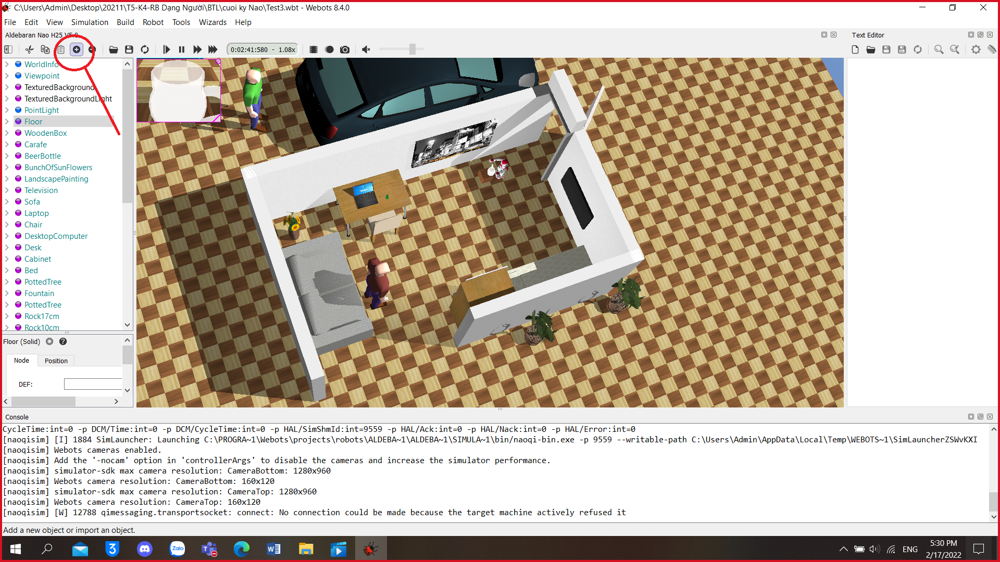 C:\Users\Admin\Desktop\20211\T5-K4-RB Dạng Người\BTL\cuoi ky Nao\Test3.wbt - Webots 8.4.0
File Edit View Simulation Build Robot Tools Wizards Help
Aldebaran Nao H25 V5.0
Text Editor
0:02:41:580 - 1.08x
WorldInfo
Viewpoint
TexturedBackground
TexturedBackgroundLight
PointLight
Floor
WoodenBox
Carafe
BeerBottle
BunchOfSunFlowers
LandscapePainting
Television
Sofa
Laptop
Chair
DesktopComputer
Desk
Cabinet
Bed
PottedTree
Fountain
PottedTree
Rock17cm
Rock10cm
Floor (Solid)
Node Position
DEF:
Console
CycleTime:int=0 -p DCM/Time:int=0 -p DCM/CycleTime:int=0 -p HAL/SimShmId:int=9559 -p HAL/Ack:int=0 -p HAL/Nack:int=0 -p HAL/Error:int=0
[naoqisim] [I] 1884 SimLauncher: Launching C:\PROGRA~1\Webots\projects\robots\ALDEBA~1\ALDEBA~1\SIMULA~1\bin/naoqi-bin.exe -p 9559 --writable-path C:\Users\Admin\AppData\Local\Temp\WEBOTS~1\SimLauncherZSWvKXI
[naoqisim] Webots cameras enabled.
[naoqisim] Add the '-nocam' option in 'controllerArgs' to disable the cameras and increase the simulator performance.
[naoqisim] simulator-sdk max camera resolution: CameraBottom: 1280x960
[naoqisim] Webots camera resolution: CameraBottom: 160x120
[naoqisim] simulator-sdk max camera resolution: CameraTop: 1280x960
[naoqisim] Webots camera resolution: CameraTop: 160x120
[naoqisim] [W] 12788 qimessaging.transportsocket: connect: No connection could be made because the target machine actively refused it
Add a new object or import an object.
Zalo
ENG
5:30 PM
2/17/2022